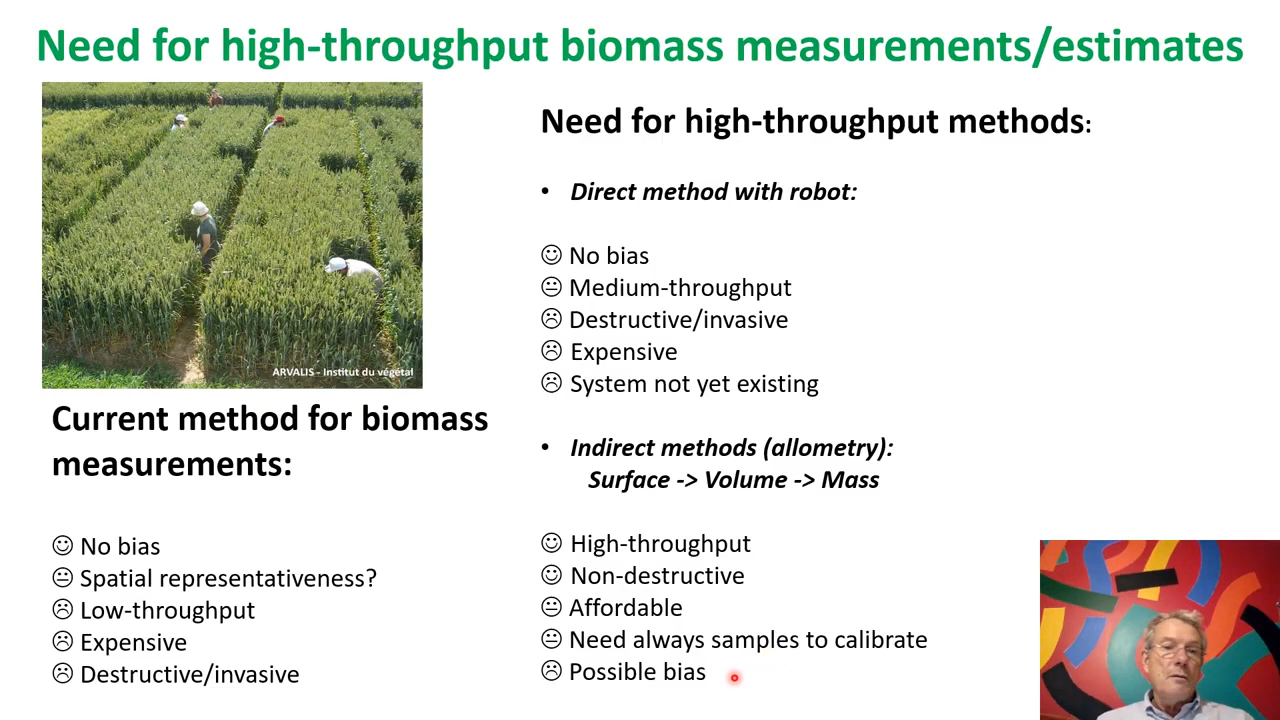 Need for high-throughput biomass measurements/estimates
ARVALIS - Institut du végétal
Current method for biomass
measurements:
☺ No bias
😐 Spatial representativeness?
☹ Low-throughput
☹ Expensive
☹ Destructive/invasive
Need for high-throughput methods:
• Direct method with robot:
☺ No bias
😐 Medium-throughput
☹ Destructive/invasive
☹ Expensive
☹ System not yet existing
• Indirect methods (allometry):
Surface -> Volume -> Mass
☺ High-throughput
☺ Non-destructive
😐 Affordable
😐 Need always samples to calibrate
☹ Possible bias